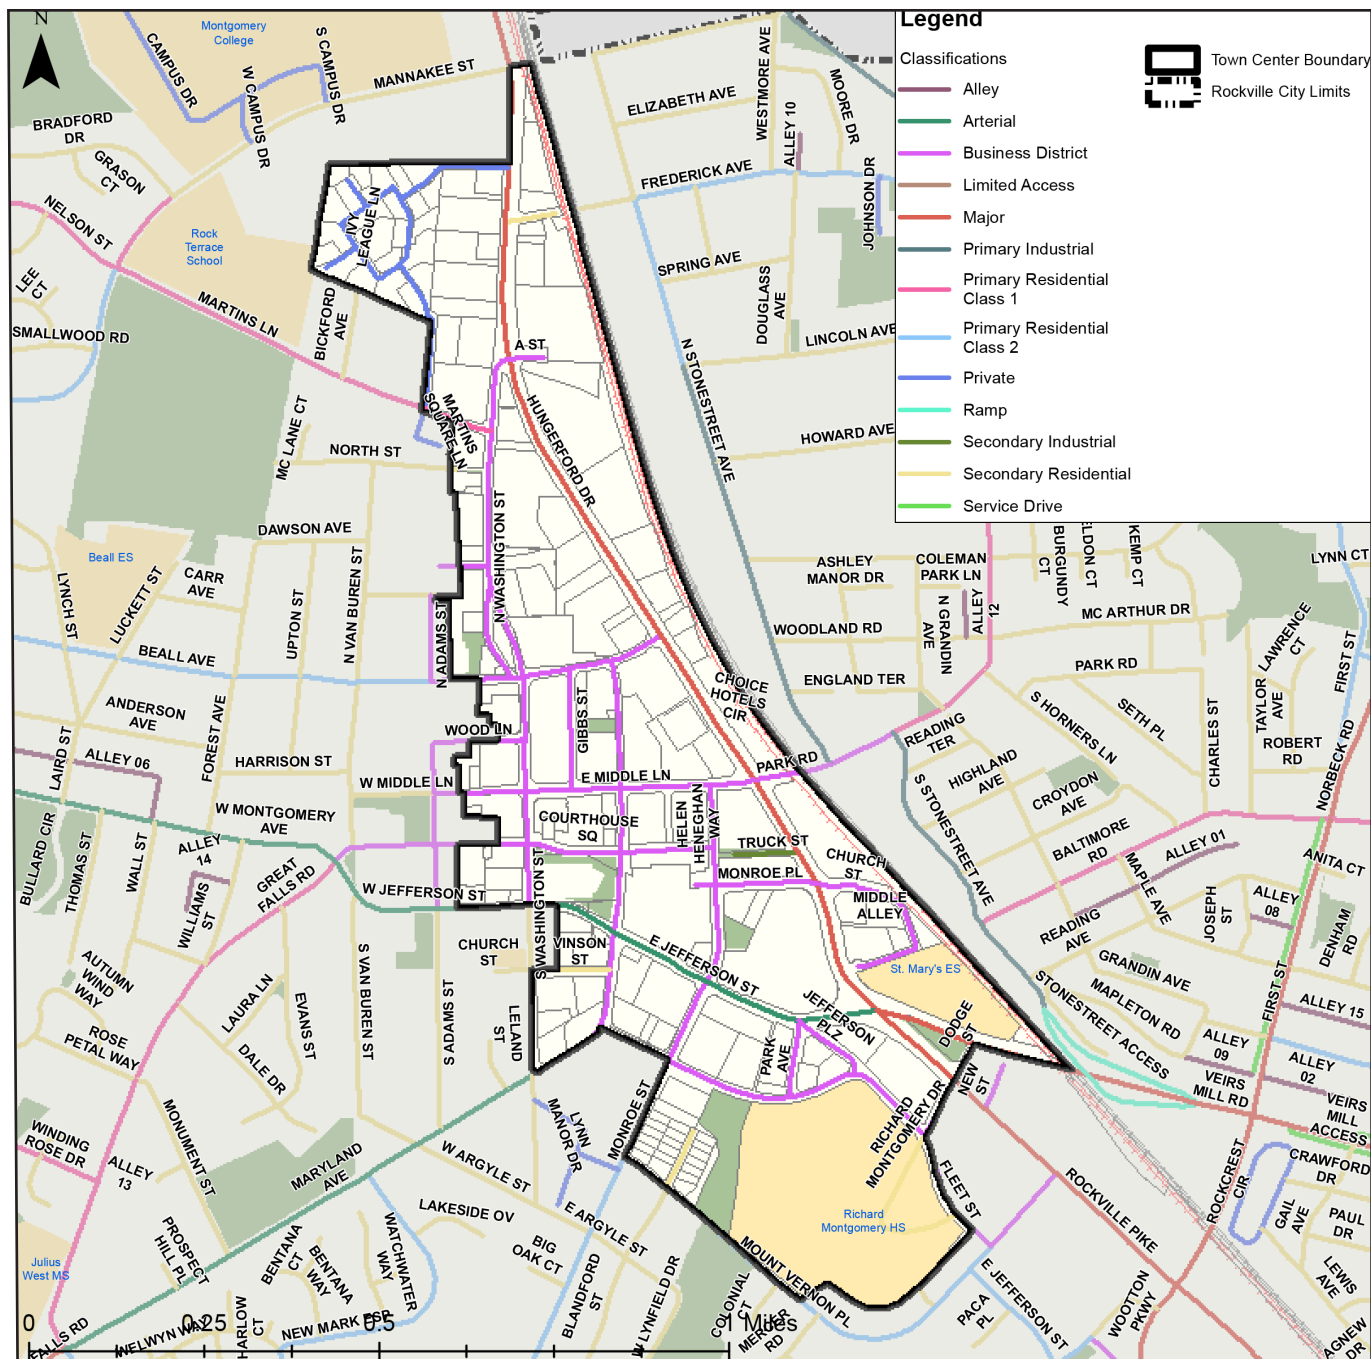 N
Montgomery
College
CAMPUS DR
W CAMPUS DR
S CAMPUS DR
MANNAKEE ST
BRADFORD
DR
GRASON
CT
NELSON ST
Rock
Terrace
School
LEE
CT
SMALLWOOD RD
MARTINS LN
BICKFORD
AVE
IVY
LEAGUE LN
ELIZABETH AVE
WESTMORE AVE
ALLEY 10
MOORE DR
FREDERICK AVE
JOHNSON DR
SPRING AVE
DOUGLASS
AVE
LINCOLN AVE
N STONESTREET AVE
HOWARD AVE
Legend
Classifications
Alley
Arterial
Business District
Limited Access
Major
Primary Industrial
Primary Residential
Class 1
Primary Residential
Class 2
Private
Ramp
Secondary Industrial
Secondary Residential
Service Drive
Town Center Boundary
Rockville City Limits
A ST
HUNGERFORD DR
MARTINS
SQUARE LN
MC LANE CT
NORTH ST
N WASHINGTON ST
DAWSON AVE
Beall ES
CARR
AVE
LYNCH ST
LUCKETT ST
UPTON ST
N VAN BUREN ST
N ADAMS ST
BEALL AVE
ANDERSON
AVE
FOREST AVE
LAIRD ST
ALLEY 06
HARRISON ST
WOOD LN
GIBBS ST
W MIDDLE LN
E MIDDLE LN
CHOICE
HOTELS
CIR
PARK RD
ASHLEY
MANOR DR
COLEMAN
PARK LN
ALLEY
12
N GRANDIN
AVE
WOODLAND RD
ENGLAND TER
BURGUNDY
CT
ELDON CT
KEMP CT
LYNN CT
MC ARTHUR DR
PARK RD
LAWRENCE
CT
FIRST ST
S HORNERS LN
SETH PL
CHARLES ST
TAYLOR
AVE
ROBERT
RD
NORBECK RD
READING
TER
HIGHLAND
AVE
CROYDON
AVE
S STONESTREET AVE
BALTIMORE
RD
ALLEY 01
MAPLE AVE
ANITA CT
JOSEPH
ST
ALLEY
08
DENHAM
RD
READING
AVE
GRANDIN AVE
MAPLETON RD
STONESTREET ACCESS
FIRST ST
ALLEY 15
ALLEY
09
ALLEY
02
VEIRS
MILL RD
VEIRS
MILL
ACCESS
BULLARD CIR
THOMAS ST
WALL ST
W MONTGOMERY
AVE
ALLEY
14
GREAT
FALLS RD
WILLIAMS
ST
COURTHOUSE
SQ
HELEN
HENEGHAN
WAY
TRUCK ST
MONROE PL
CHURCH
ST
MIDDLE
ALLEY
W JEFFERSON ST
S WASHINGTON ST
CHURCH
ST
VINSON
ST
E JEFFERSON ST
St. Mary's ES
JEFFERSON
PLZ
DODGE
ST
AUTUMN
WIND
WAY
LAURA LN
EVANS ST
S VAN BUREN ST
S ADAMS ST
LELAND
ST
PARK
AVE
NEW
ST
ROSE
PETAL WAY
DALE DR
MONUMENT ST
RICHARD
MONTGOMERY DR
LYNN
MANOR DR
MONROE ST
WINDING
ROSE DR
ALLEY
13
MARYLAND
AVE
W ARGYLE ST
E ARGYLE ST
FLEET ST
ROCKVILLE PIKE
ROCKCREST
CIR
CRAWFORD
DR
GAIL
AVE
PAUL
DR
LEWIS
AVE
AGNEW
DR
Richard
Montgomery HS
LAKESIDE OV
BIG
OAK CT
PROSPECT
HILL PL
BENTANA
CT
BENTANA
WAY
WATCHWATER
WAY
Julius
West MS
MOUNT VERNON PL
E JEFFERSON ST
WOOTTON
PKWY
PACA
PL
BLANDFORD
ST
W LYNFIELD DR
COLONIAL
CT
MERCIER
RD
FALLS RD
WELWYN WAY
HARLOW
CT
NEW MARK ESP
0
0.25
0.5
1 Miles